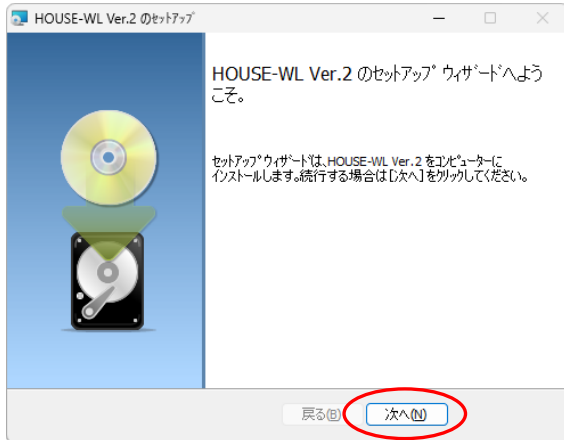 HOUSE-WL Ver.2 のｾｯﾄｱｯﾌﾟ
HOUSE-WL Ver.2 のｾｯﾄｱｯﾌﾟ ｳｨｻﾞｰﾄﾞへよう
こそ。
ｾｯﾄｱｯﾌﾟ ｳｨｻﾞｰﾄﾞは、HOUSE-WL Ver.2 をｺﾝﾋﾟｭｰﾀｰに
ｲﾝｽﾄｰﾙします。続行する場合は[次へ] をｸﾘｯｸしてください。
戻る(B)
次へ(N)